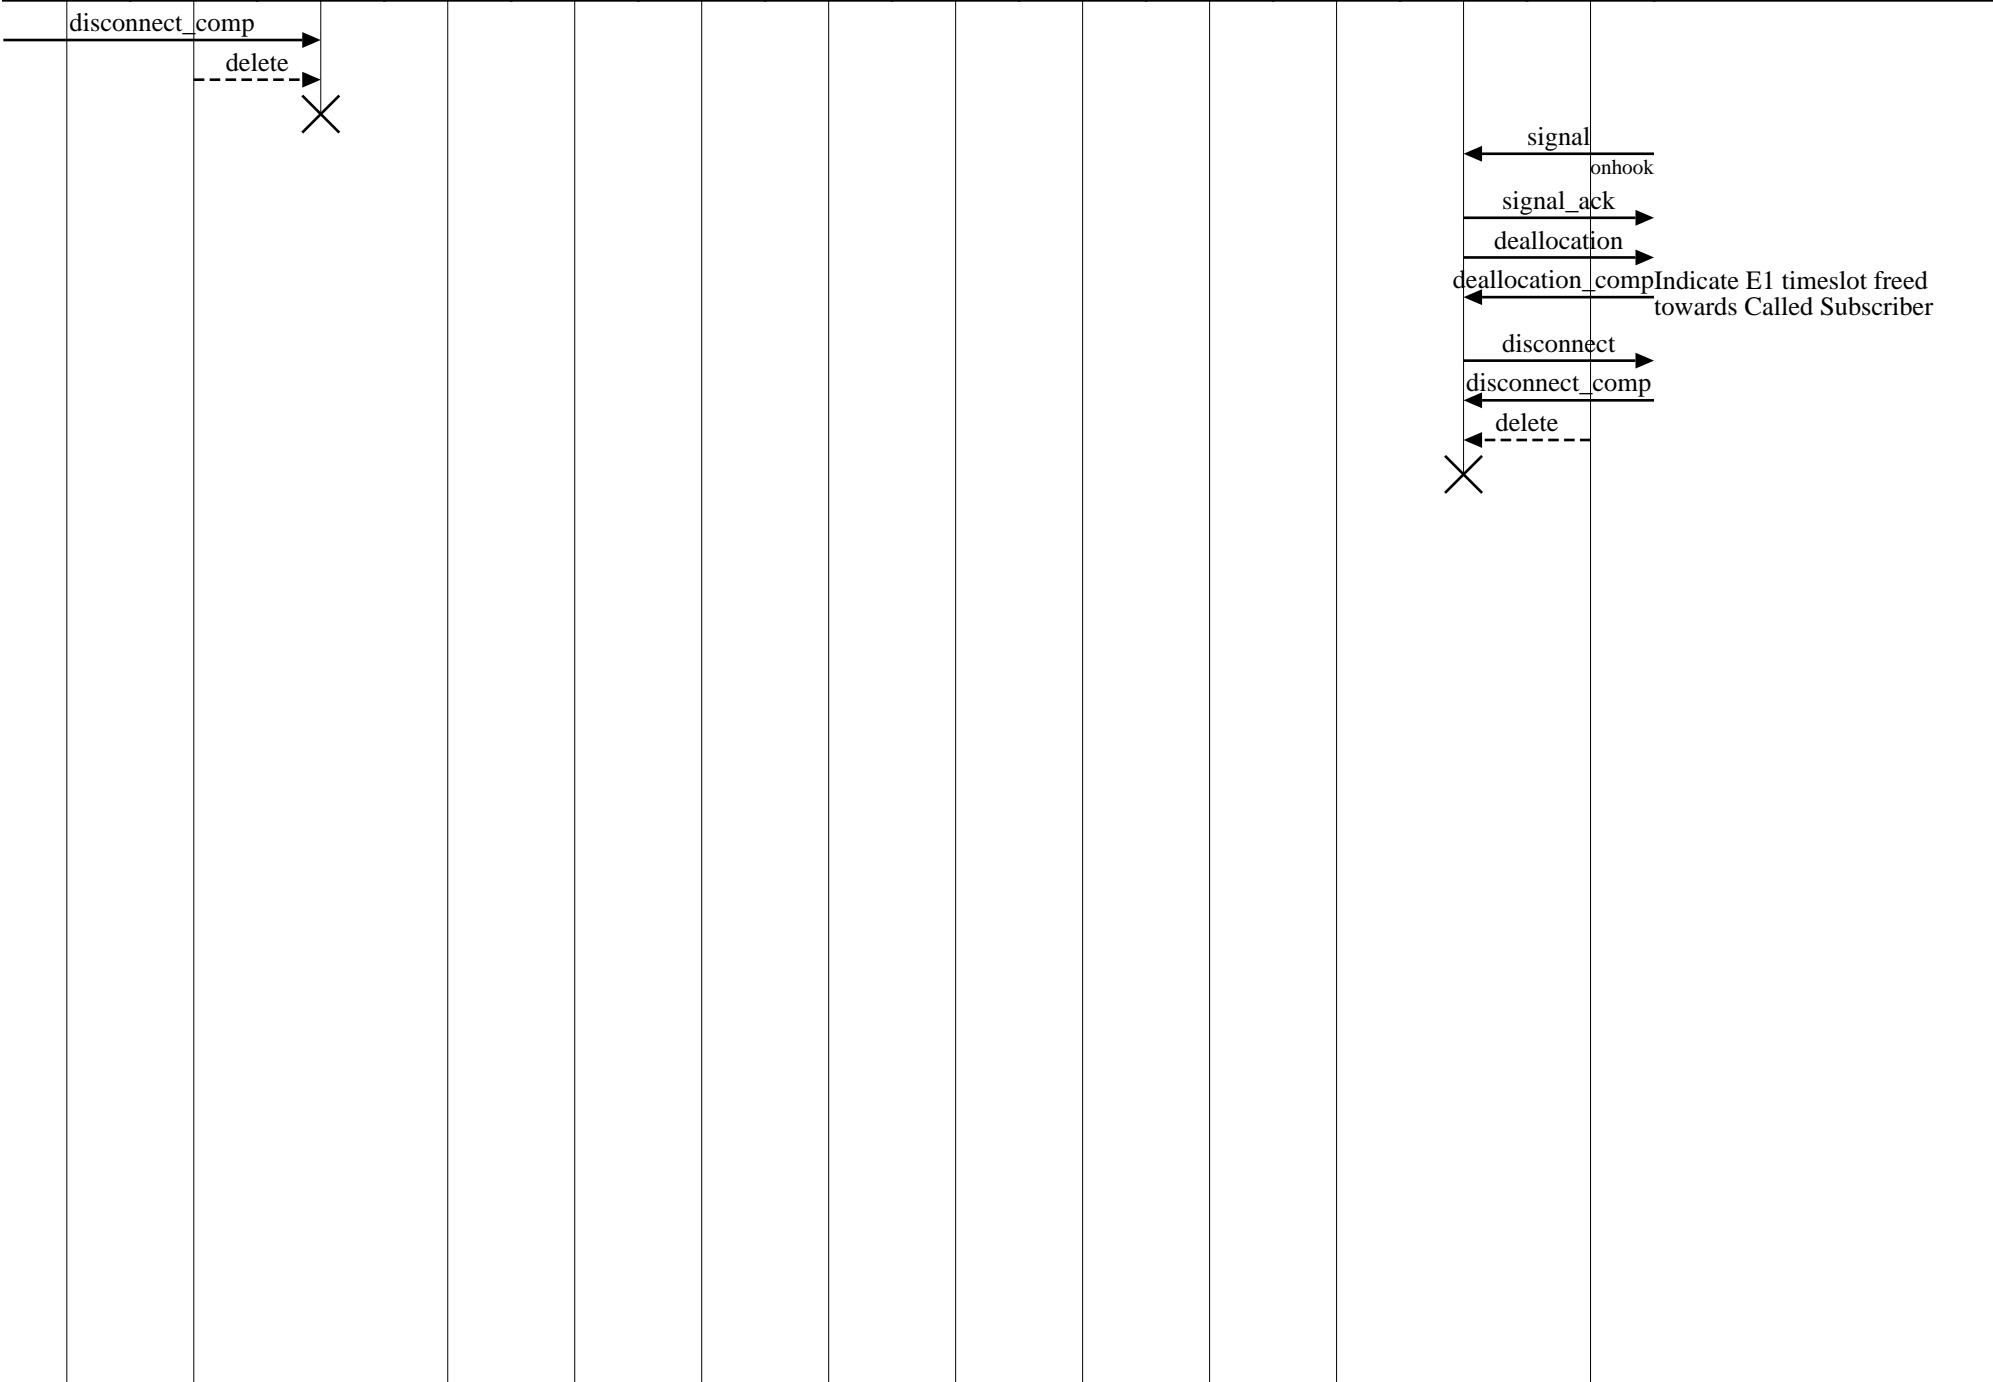 disconnect_comp
delete
signal
onhook
signal_ack
deallocation
deallocation_comp
Indicate E1 timeslot freed
towards Called Subscriber
disconnect
disconnect_comp
delete